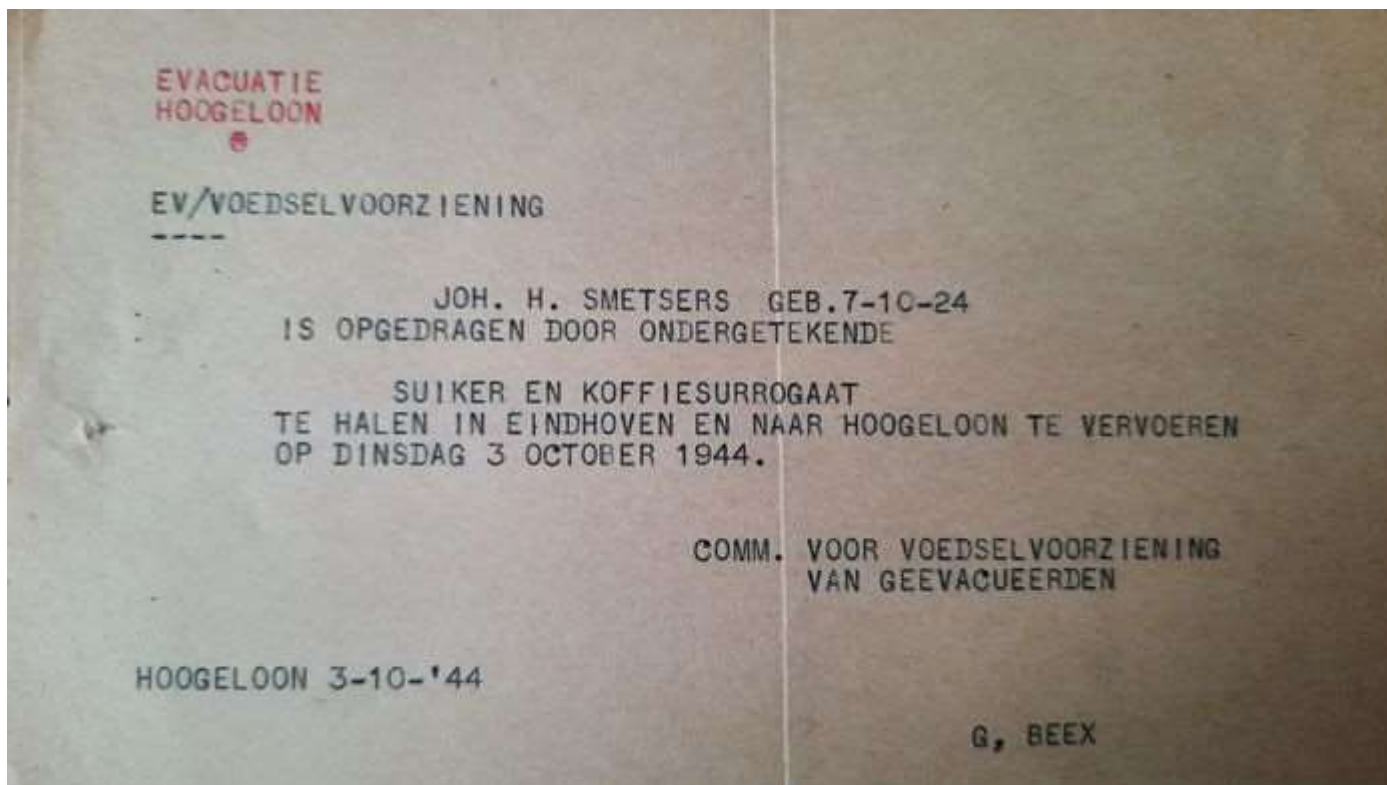 EVACUATIE
HOOGELOON
EV/VOEDSELVOORZIENING
----
JOH. H. SMETSERS GEB.7-10-24
IS OPGEDRAGEN DOOR ONDERGETEKENDE
SUIKER EN KOFFIESURROGAAT
TE HALEN IN EINDHOVEN EN NAAR HOOGELOON TE VERVOEREN
OP DINSDAG 3 OCTOBER 1944.
COMM. VOOR VOEDSELVOORZIENING
VAN GEEVACUEERDEN
HOOGELOON 3-10-'44
G, BEEX